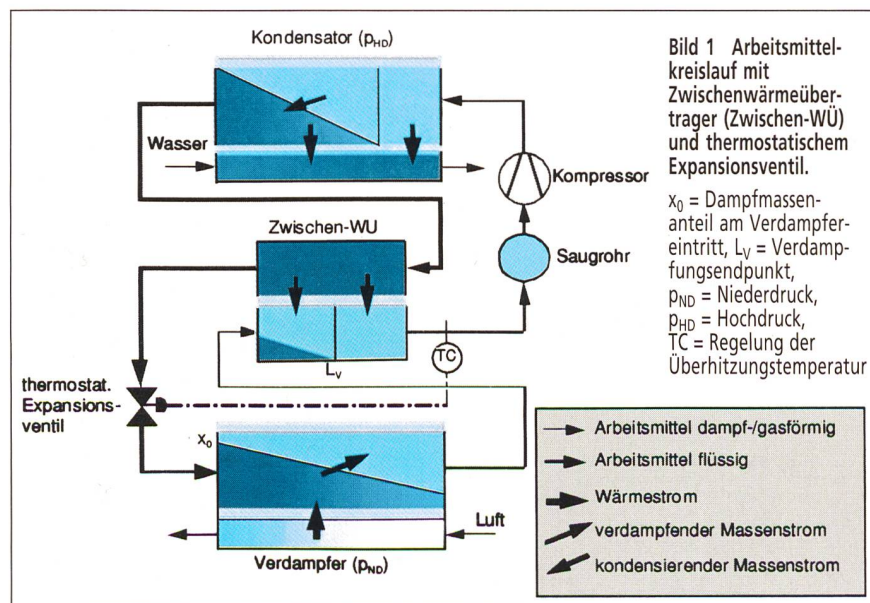 Kondensator (pHD)
Wasser
Kompressor
Zwischen-WU
Saugrohr
LV
TC
thermostat.
Expansions-
ventil
x0
Luft
Verdampfer (pND)
Bild 1 Arbeitsmittel-
kreislauf mit
Zwischenwärmeüber-
trager (Zwischen-WÜ)
und thermostatischem
Expansionsventil.
x0 = Dampfmassen-
anteil am Verdampfer-
eintritt, LV = Verdamp-
fungsendpunkt,
pND = Niederdruck,
pHD = Hochdruck,
TC = Regelung der
Überhitzungstemperatur
Arbeitsmittel dampf-/gasförmig
Arbeitsmittel flüssig
Wärmestrom
verdampfender Massenstrom
kondensierender Massenstrom